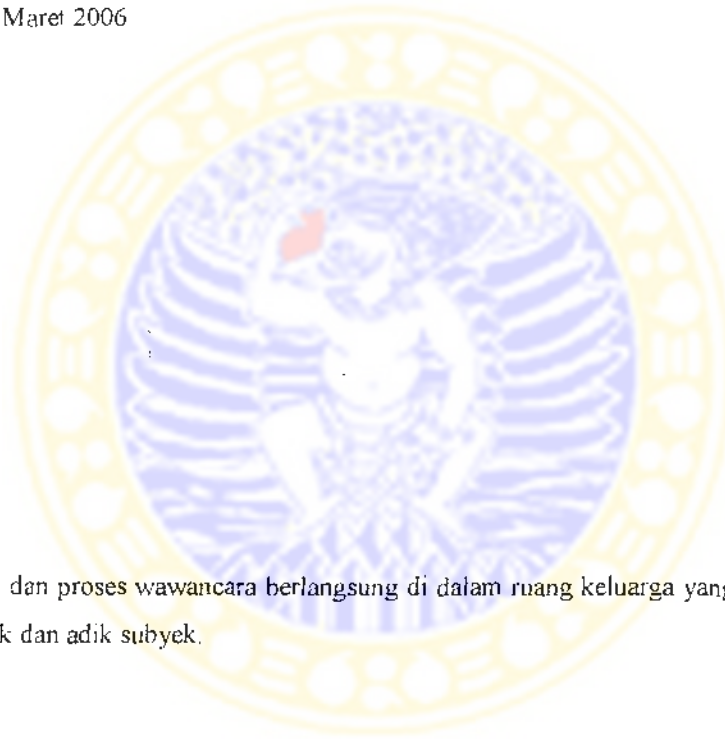 Maret 2006
dan proses wawancara berlangsung di dalam ruang keluarga yang
k dan adik subyek.